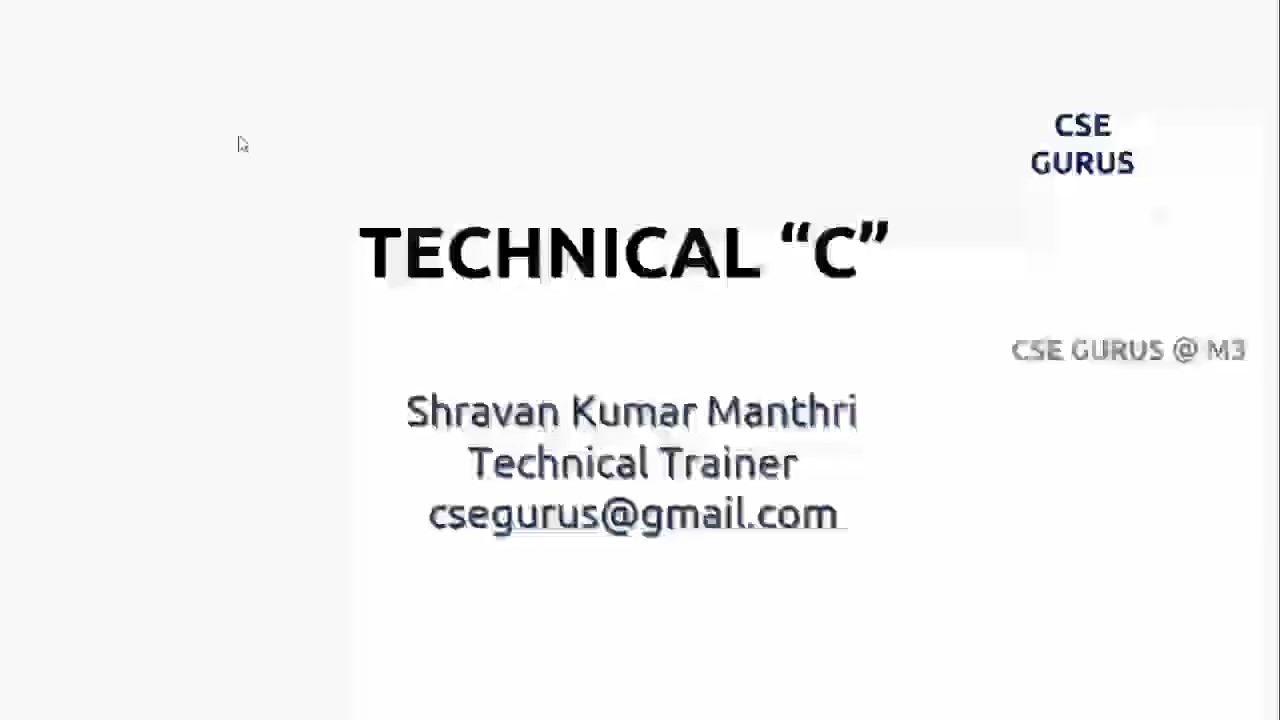 CSE
GURUS
TECHNICAL “C”
CSE GURUS @ M3
Shravan Kumar Manthri
Technical Trainer
csegurus@gmail.com